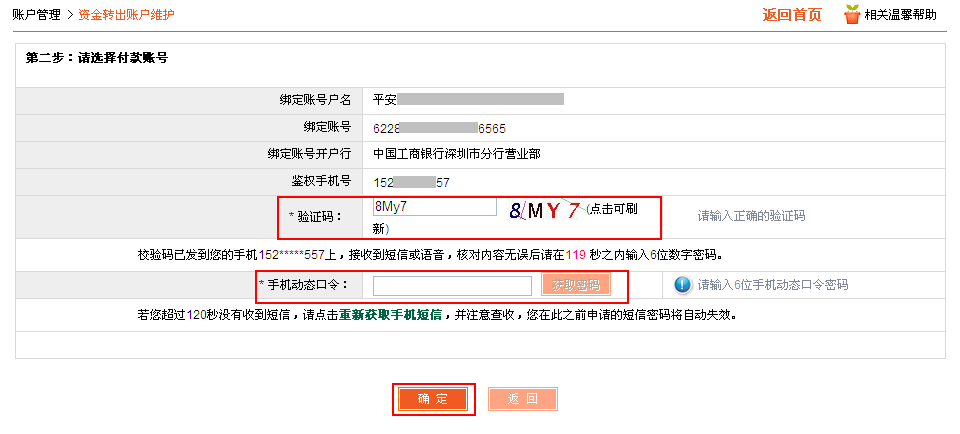 账户管理 > 资金转出账户维护 返回首页 相关温馨帮助
第二步：请选择付款账号
绑定账号户名 平安
绑定账号 6228 6565
绑定账号开户行 中国工商银行深圳市分行营业部
鉴权手机号 152 57
* 验证码： 8My7 8MY7 (点击可刷 请输入正确的验证码
新)
校验码已发到您的手机152*****557上，接收到短信或语音，核对内容无误后请在119 秒之内输入6位数字密码。
* 手机动态口令： 获取密码 请输入6位手机动态口令密码
若您超过120秒没有收到短信，请点击重新获取手机短信，并注意查收，您在此之前申请的短信密码将自动失效。
确 定 返 回